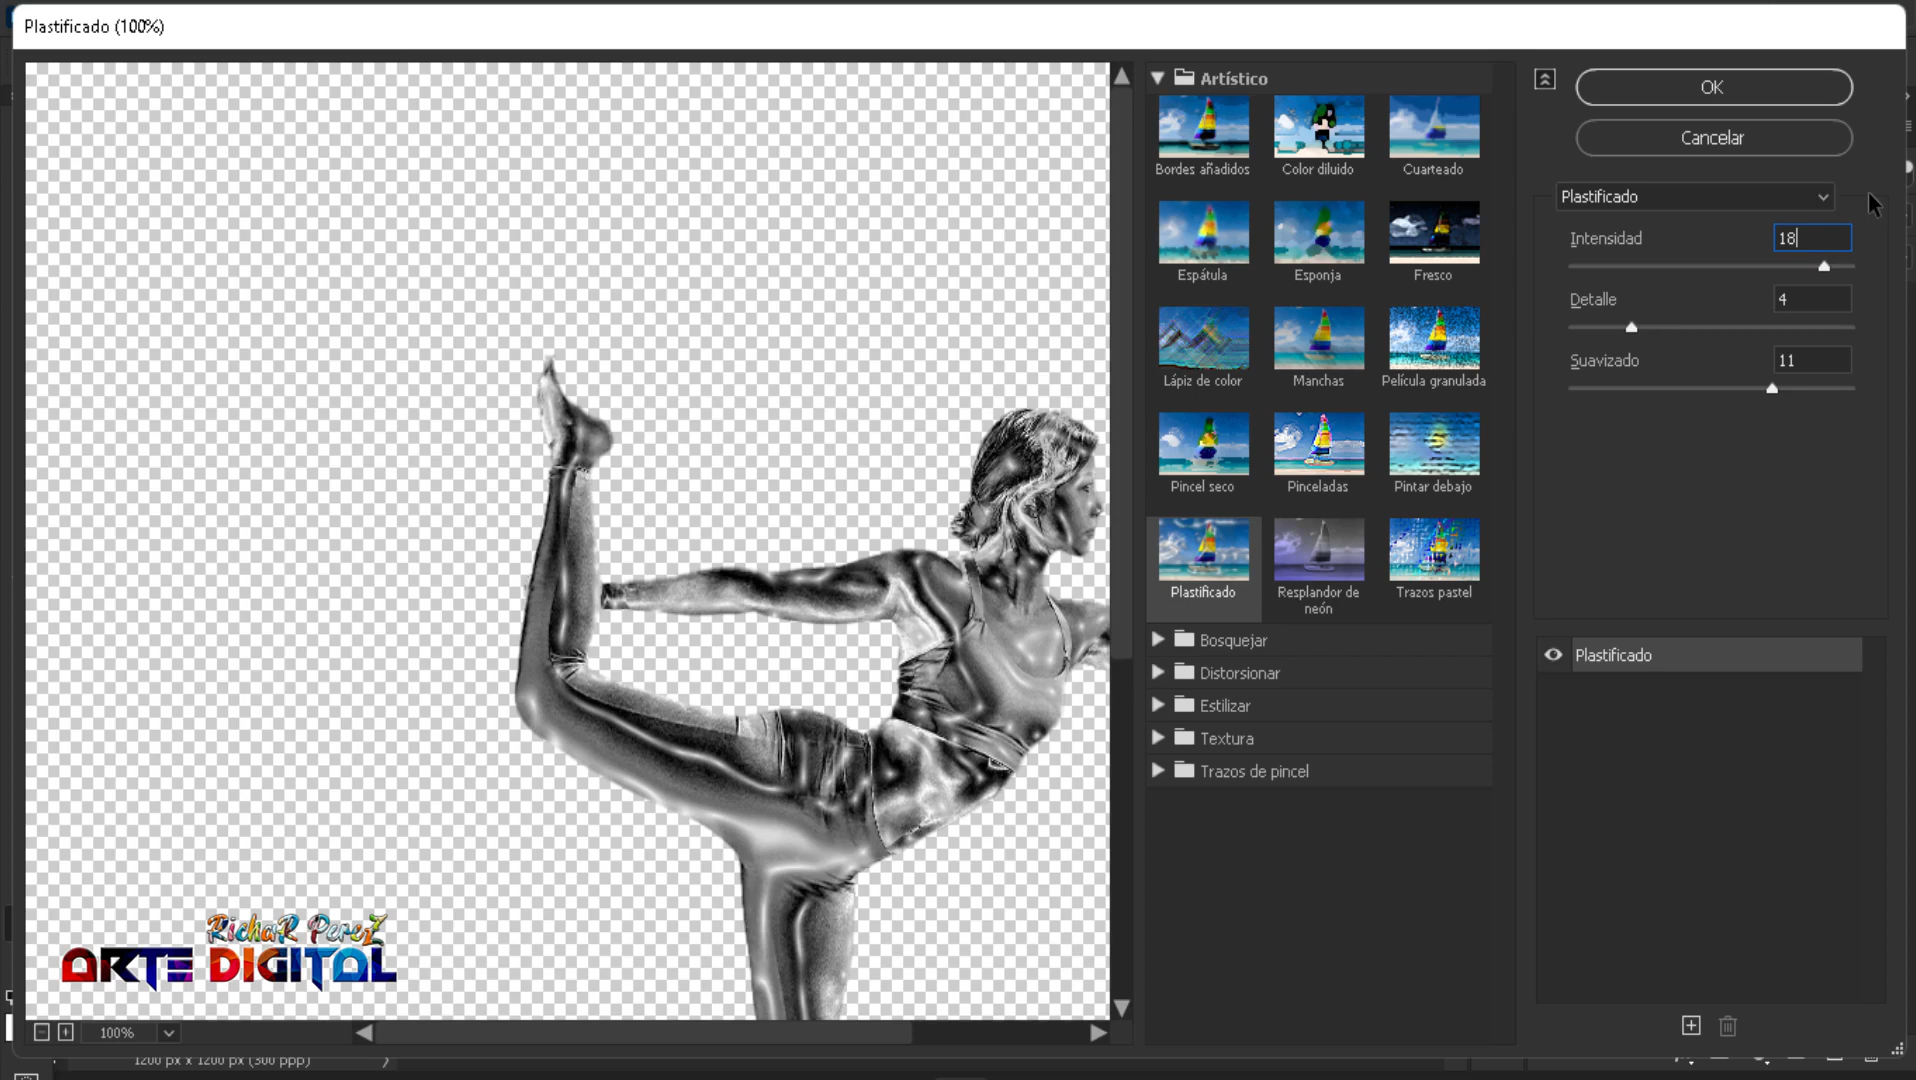 Plastificado (100%)
Artístico
Bordes añadidos
Color diluido
Cuarteado
Espátula
Esponja
Fresco
Lápiz de color
Manchas
Película granulada
Pincel seco
Pinceladas
Pintar debajo
Plastificado
Resplandor de
neón
Trazos pastel
Bosquejar
Distorsionar
Estilizar
Textura
Trazos de pincel
OK
Cancelar
Plastificado
Intensidad
18
Detalle
4
Suavizado
11
Plastificado
RichaR PereZ
ARTE DIGITAL
100%
1200 px x 1200 px (300 ppp)